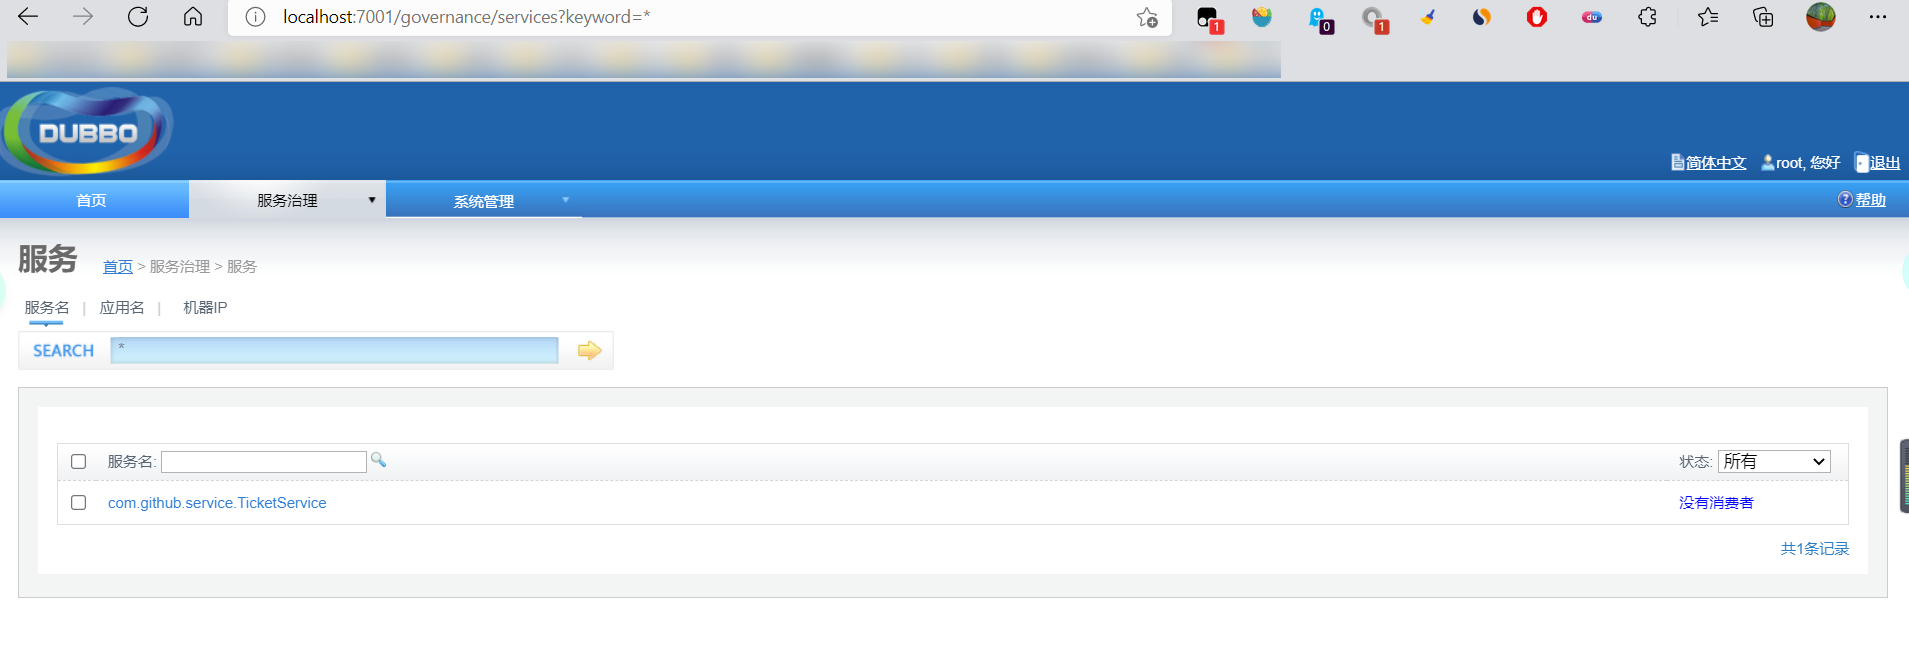 localhost:7001/governance/services?keyword=*
1
0
1
du
DUBBO
简体中文 root, 您好 退出
首页 服务治理 系统管理 帮助
服务 首页 > 服务治理 > 服务
服务名 | 应用名 | 机器IP
SEARCH *
服务名: 状态: 所有
com.github.service.TicketService 没有消费者
共1条记录